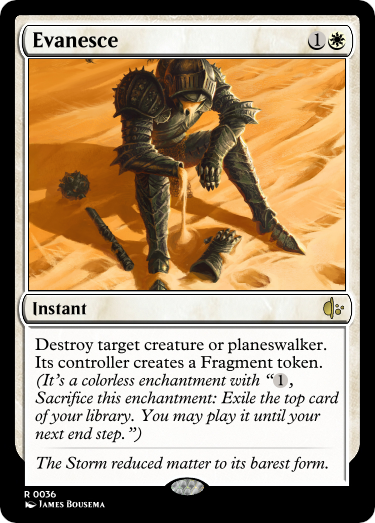 Evanesce 1
Instant
Destroy target creature or planeswalker.
Its controller creates a Fragment token.
(It's a colorless enchantment with “1,
Sacrifice this enchantment: Exile the top card
of your library. You may play it until your
next end step.”)
The Storm reduced matter to its barest form.
R 0036
James Bousema